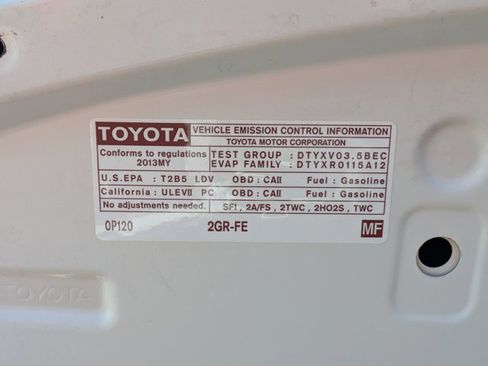 TOYOTA VEHICLE EMISSION CONTROL INFORMATION
TOYOTA MOTOR CORPORATION
Conforms to regulations TEST GROUP : DTYXV03.5BEC
2013MY EVAP FAMILY : DTYXR0115A12
U.S.EPA : T2B5 LDV OBD : CAII Fuel : Gasoline
California : ULEVII PC OBD : CAII Fuel : Gasoline
No adjustments needed. SFI , 2A/FS , 2TWC , 2HO2S , TWC
0P120 2GR-FE MF
TOYOTA